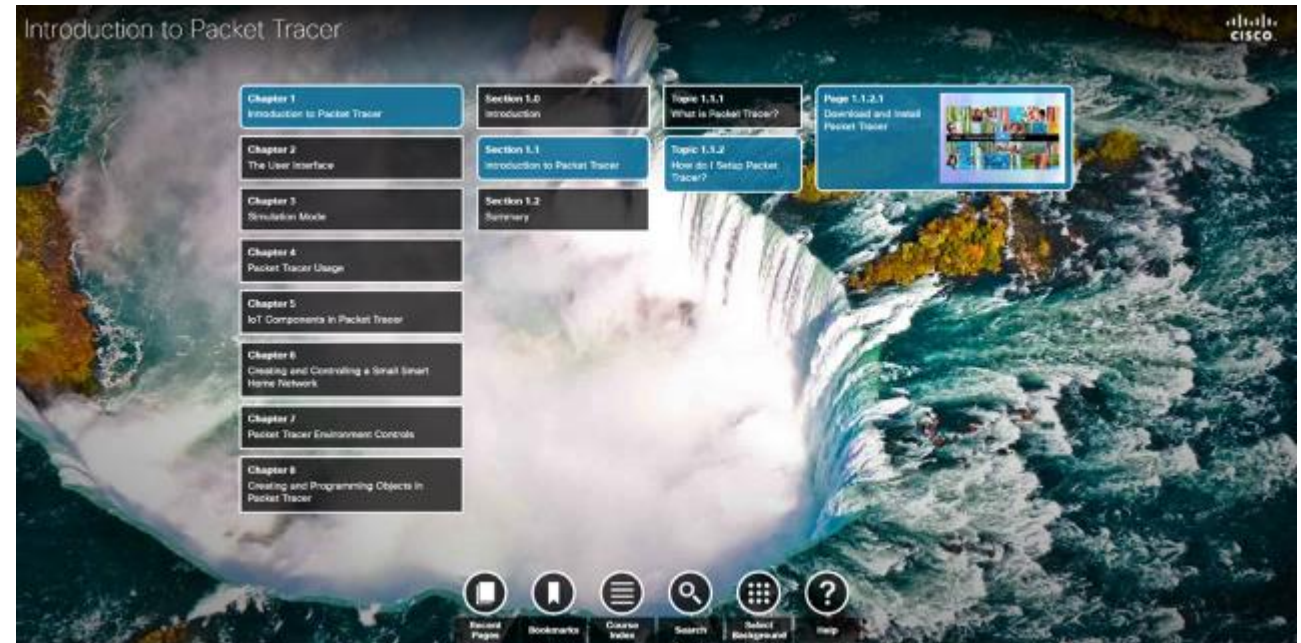 Introduction to Packet Tracer
CISCO
Chapter 1
Introduction to Packet Tracer
Chapter 2
The User Interface
Chapter 3
Simulation Mode
Chapter 4
Packet Tracer Usage
Chapter 5
IoT Components in Packet Tracer
Chapter 6
Creating and Controlling a Small Smart
Home Network
Chapter 7
Packet Tracer Environment Controls
Chapter 8
Creating and Programming Objects in
Packet Tracer
Section 1.0
Introduction
Section 1.1
Introduction to Packet Tracer
Section 1.2
Summary
Topic 1.1.1
What is Packet Tracer?
Topic 1.1.2
How do I Setup Packet
Tracer?
Page 1.1.2.1
Download and Install
Packet Tracer
Recent
Pages
Bookmarks
Course
Index
Search
Select
Background
Help